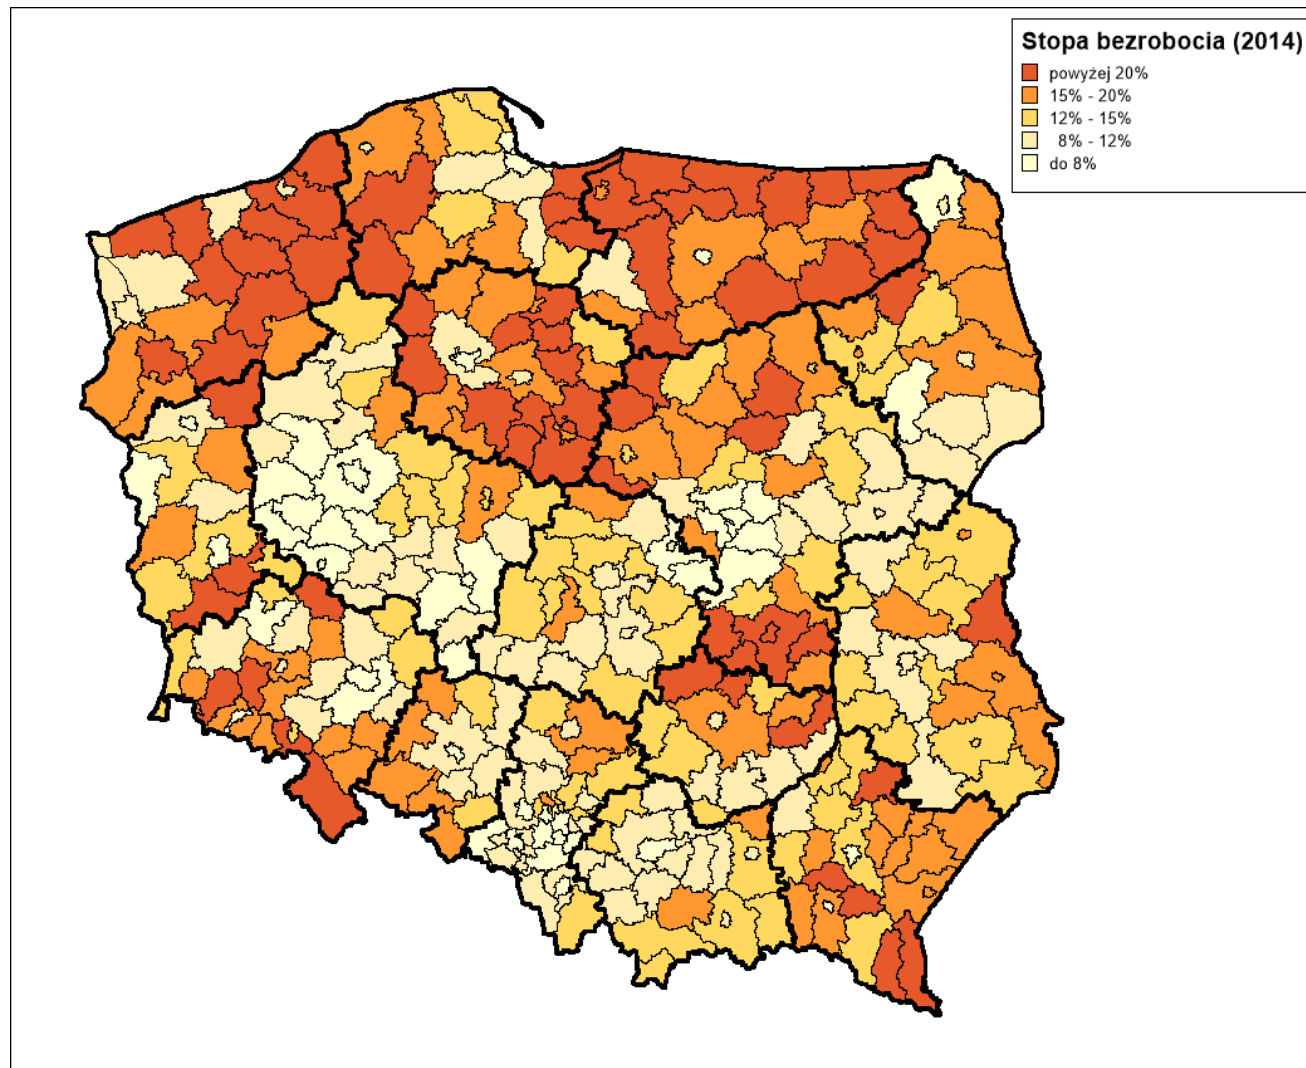 Stopa bezrobocia (2014)
powyżej 20%
15% - 20%
12% - 15%
8% - 12%
do 8%